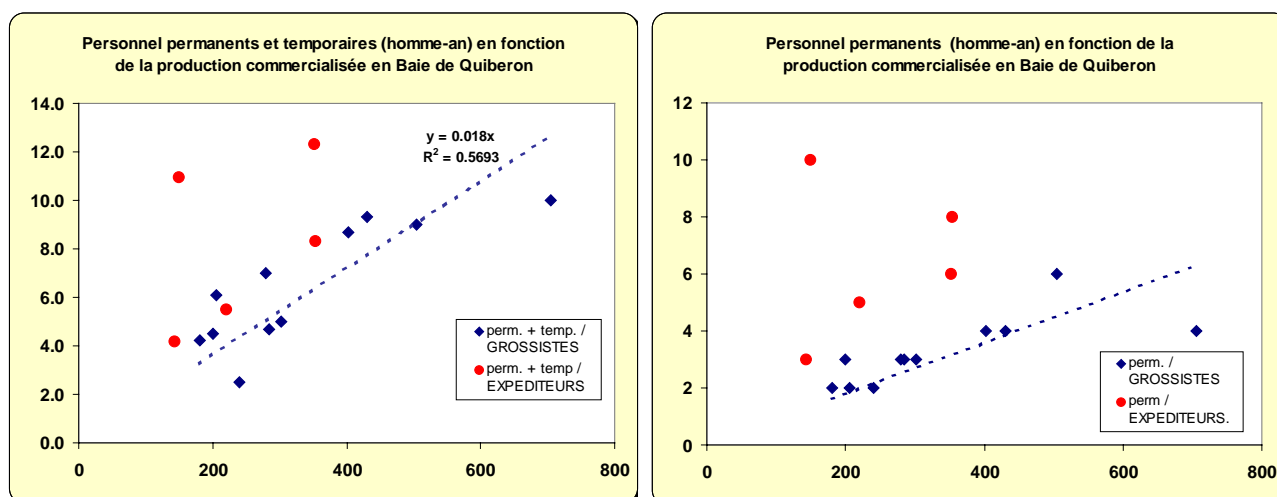 Personnel permanents et temporaires (homme-an) en fonction
de la production commercialisée en Baie de Quiberon
14.0
12.0
10.0
8.0
6.0
4.0
2.0
0.0
0
200
400
600
800
y = 0.018x
R² = 0.5693
perm. + temp. /
GROSSISTES
perm. + temp /
EXPEDITEURS
Personnel permanents (homme-an) en fonction de la
production commercialisée en Baie de Quiberon
12
10
8
6
4
2
0
0
200
400
600
800
perm. /
GROSSISTES
perm /
EXPEDITEURS.